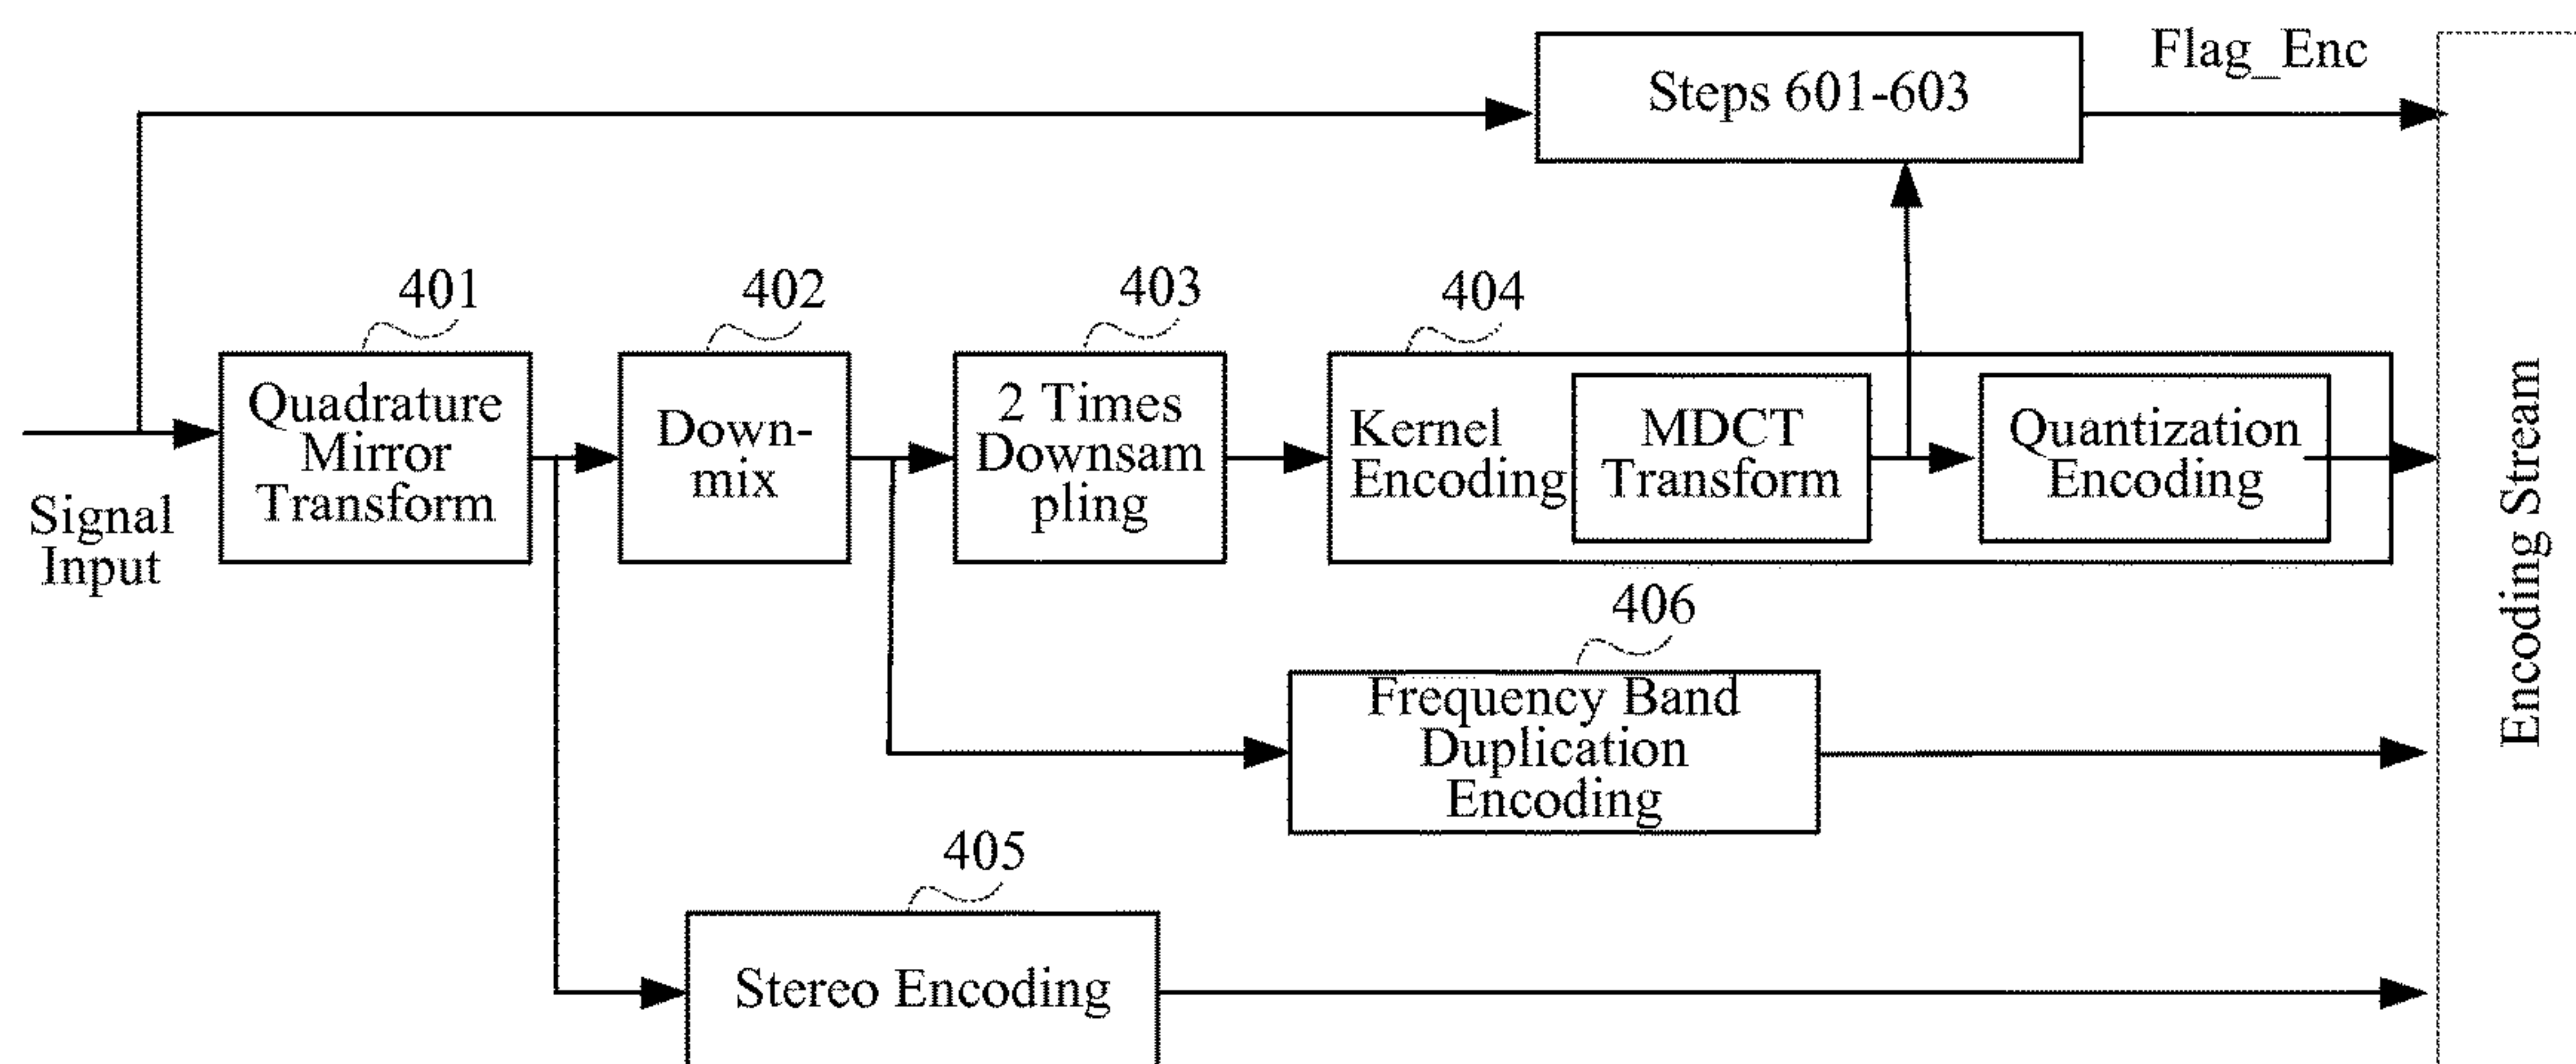 Flag_Enc
Steps 601-603
401
402
403
404
Quadrature
Mirror
Transform
Down-
mix
2 Times
Downsam
pling
Kernel
Encoding
MDCT
Transform
Quantization
Encoding
Signal
Input
Encoding Stream
406
Frequency Band
Duplication
Encoding
405
Stereo Encoding